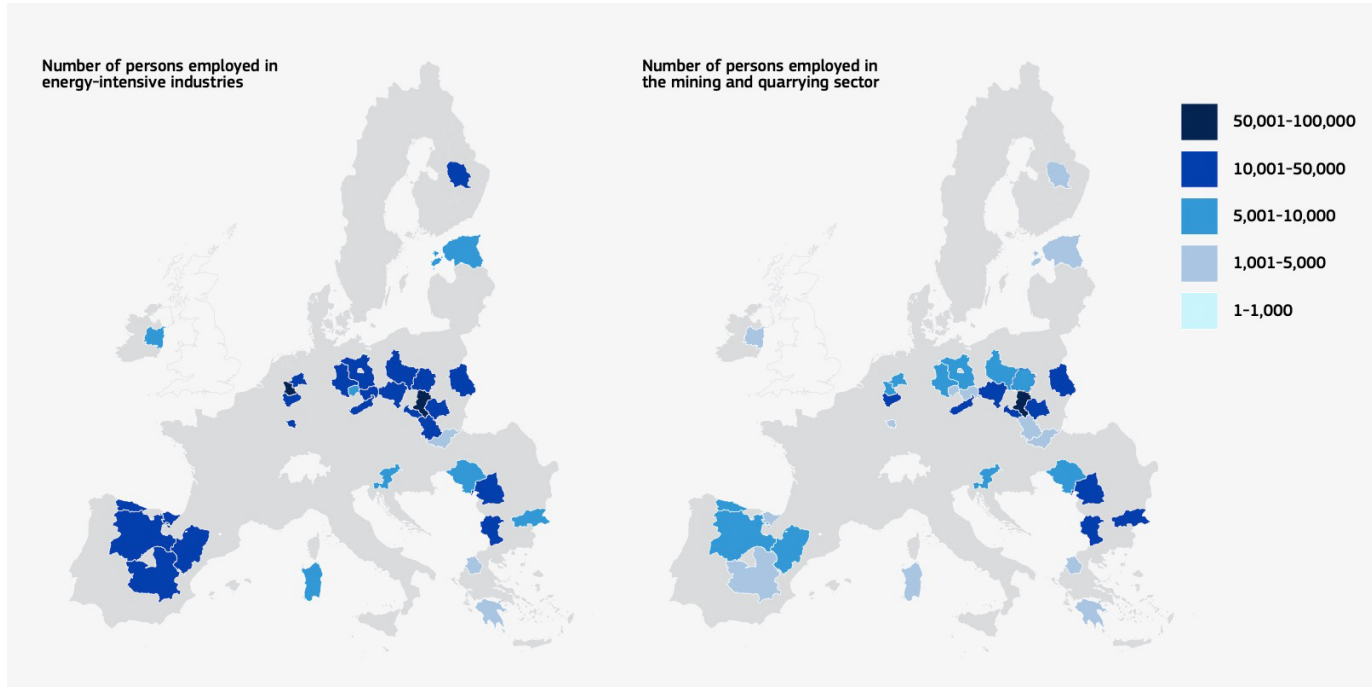 Number of persons employed in
energy-intensive industries
Number of persons employed in
the mining and quarrying sector
50,001-100,000
10,001-50,000
5,001-10,000
1,001-5,000
1-1,000